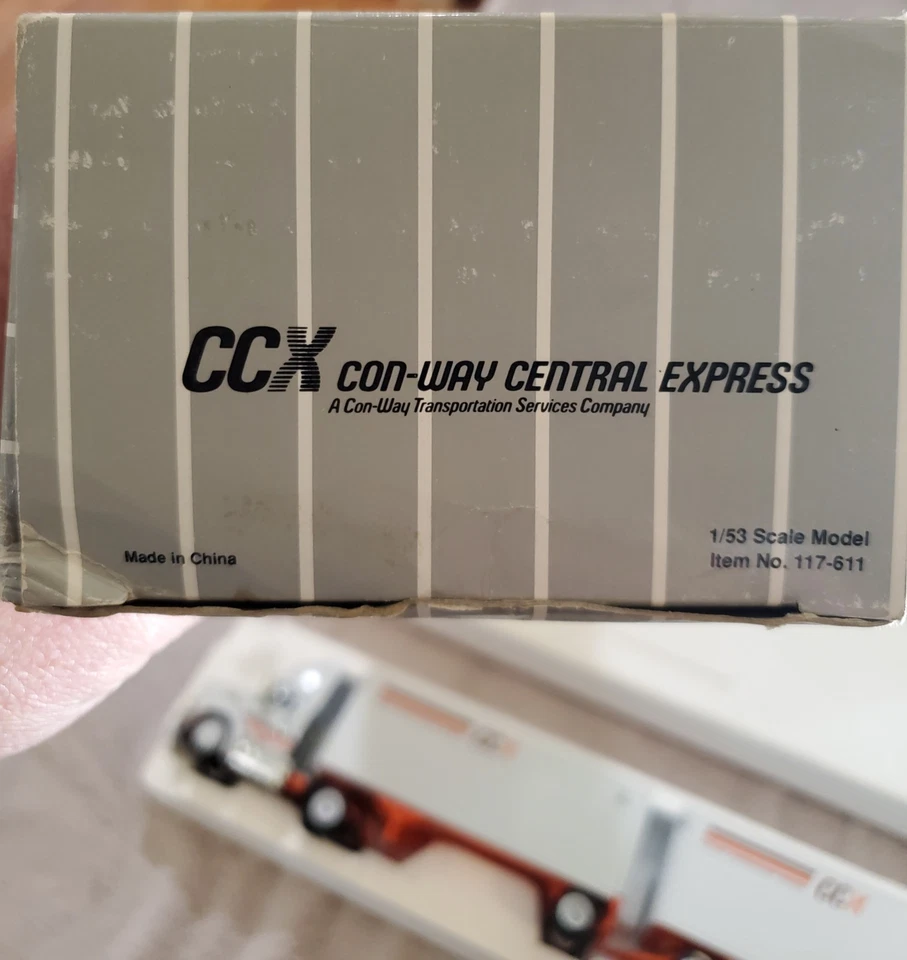 CCX CON-WAY CENTRAL EXPRESS
A Con-Way Transportation Services Company
Made in China
1/53 Scale Model
Item No. 117-611